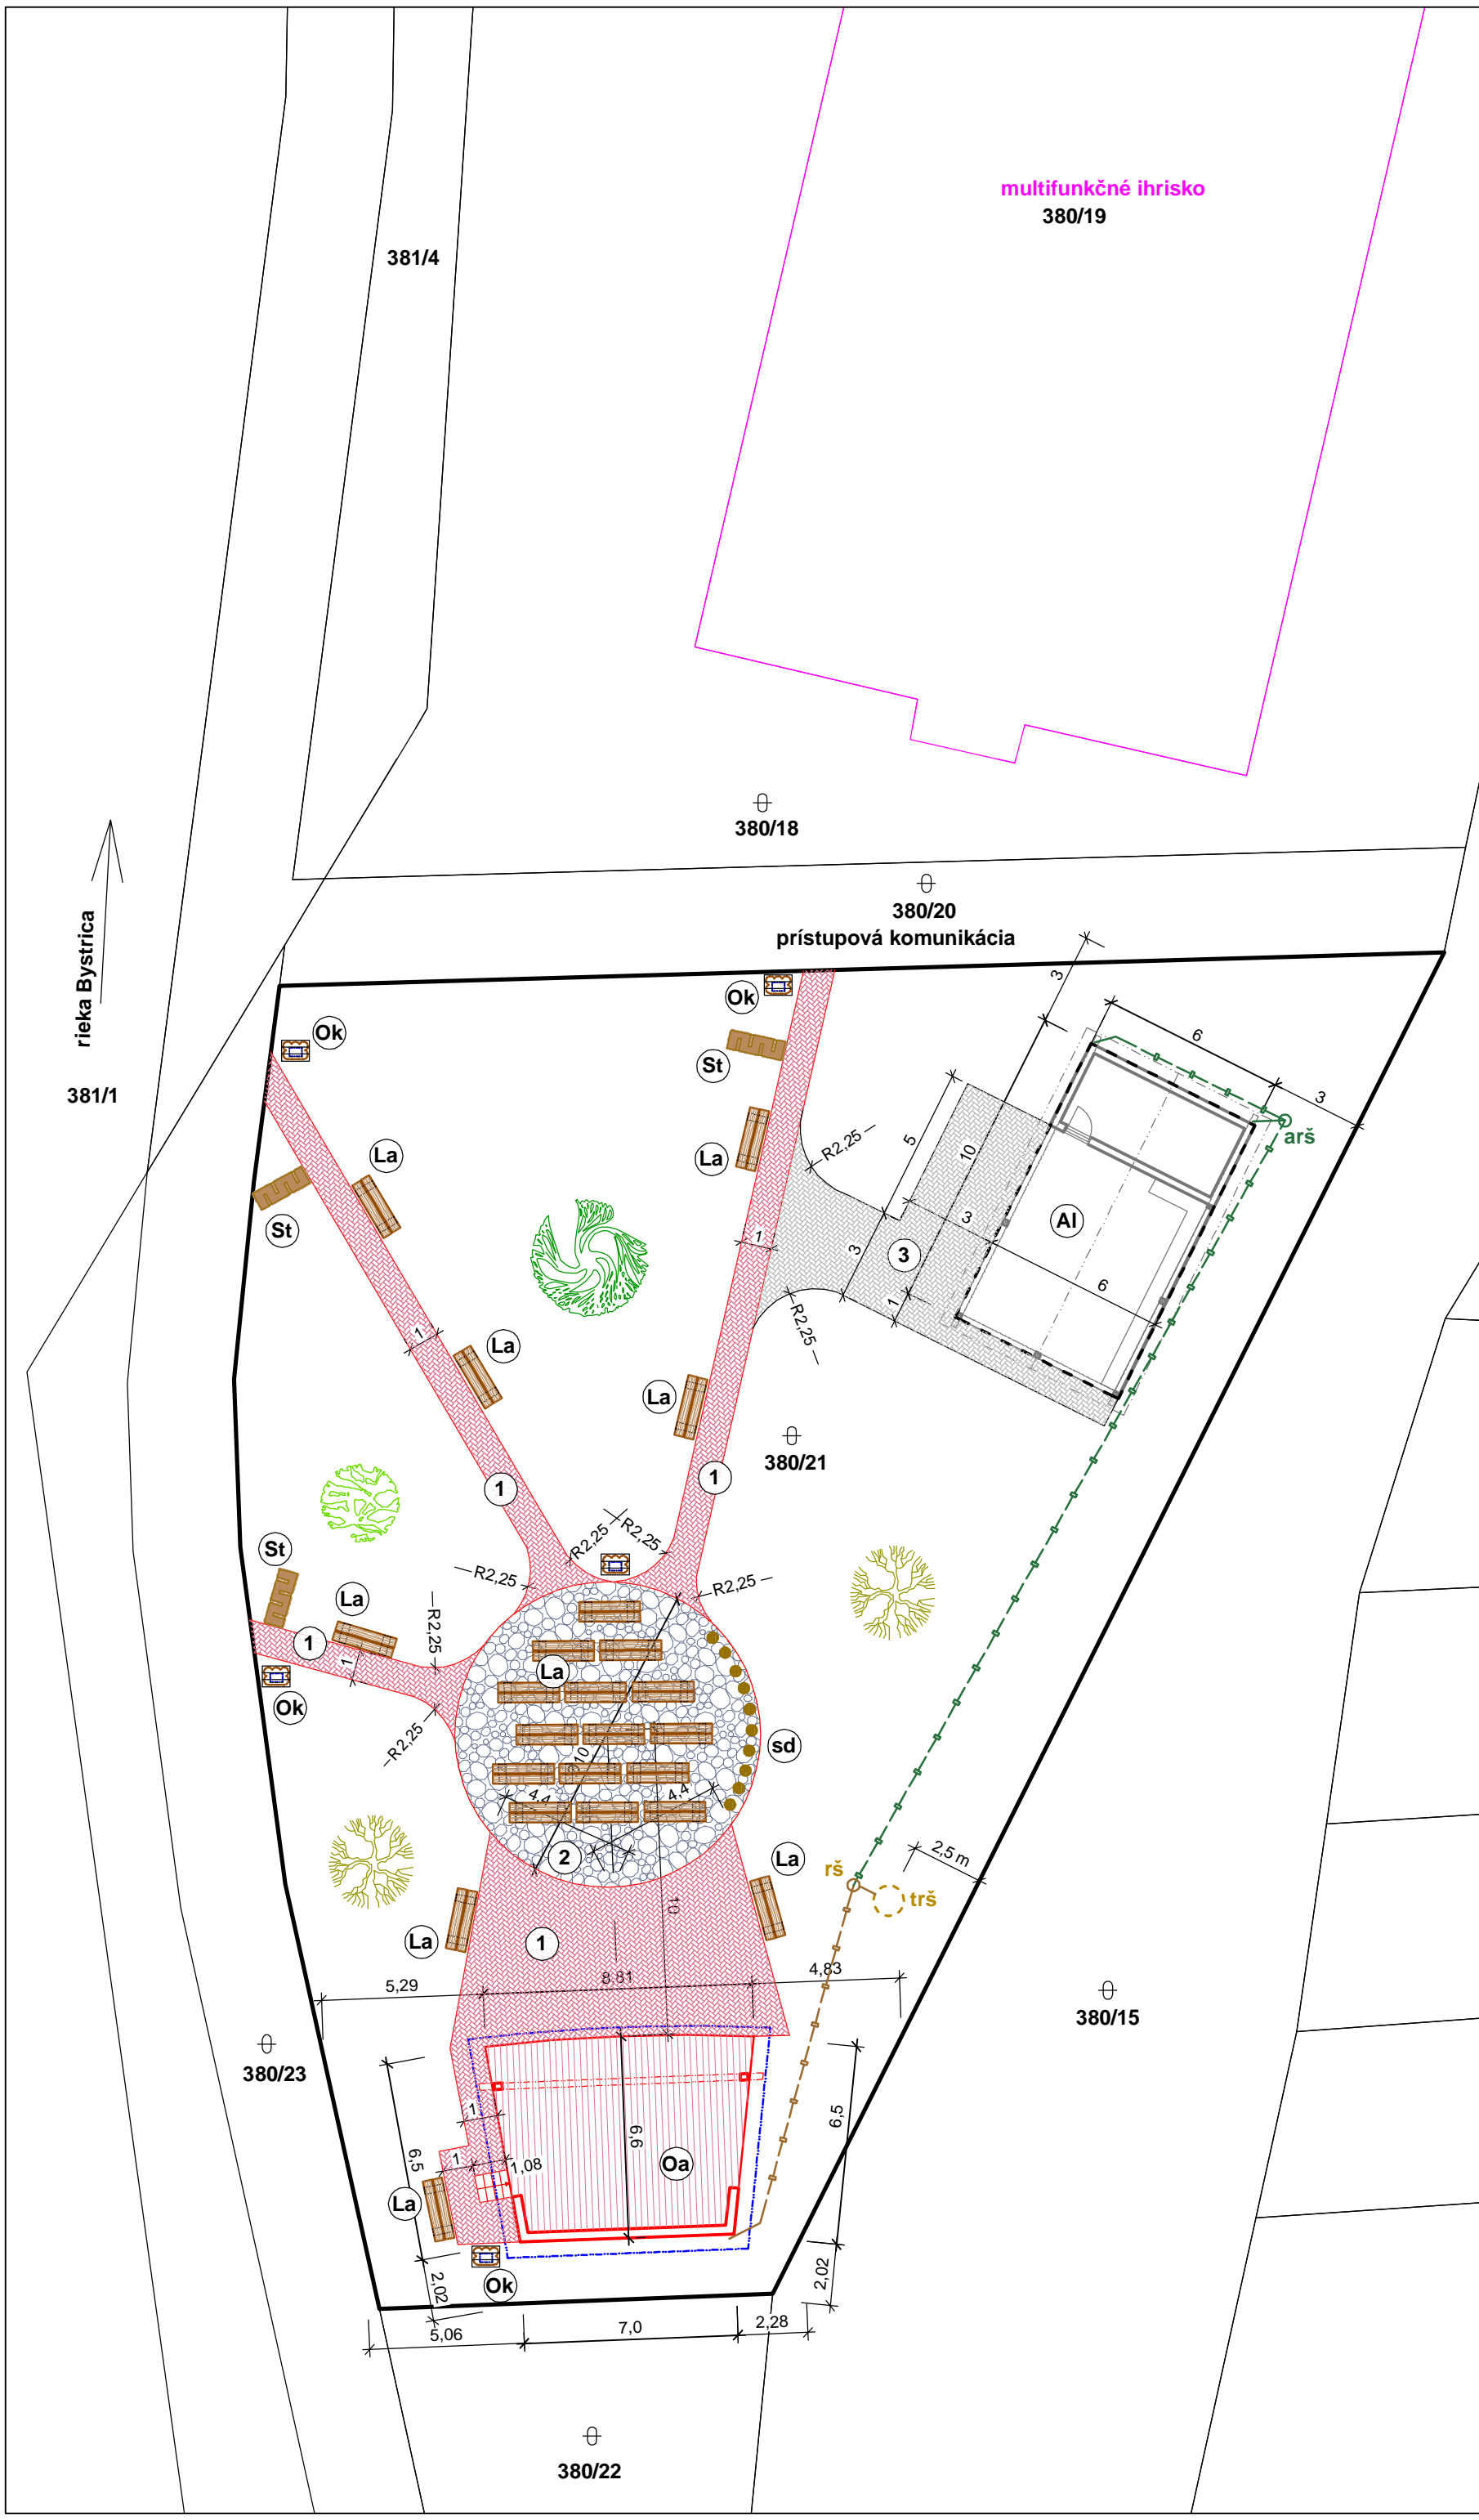 multifunkčné ihrisko
380/19
381/4
380/18
380/20
prístupová komunikácia
rieka Bystrica
381/1
3
6
3
Ok
Ok
St
La
La
St
R2,25
5
10
arš
Al
3
3
3
6
1
1
R2,25
1
La
La
380/21
1
1
R2,25
R2,25
St
R2,25
R2,25
La
R2,25
1
1
La
Ok
R2,25
sd
10
4,4
4,4
2
La
rš
trš
2,5 m
La
1
10
5,29
8,81
4,83
380/15
380/23
1
6,6
6,5
6,5
1
1,08
Oa
La
Ok
2,02
2,02
5,06
7,0
2,28
380/22